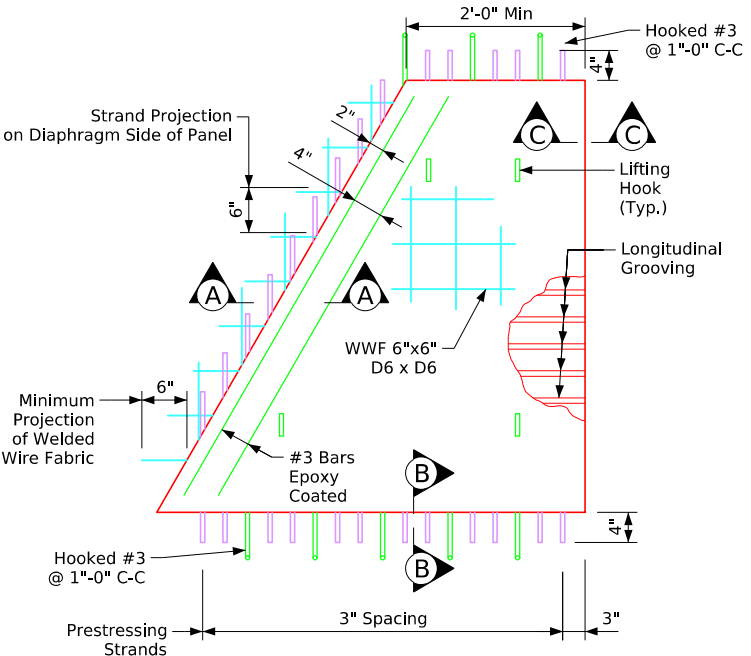 2'-0" Min
Hooked #3
@ 1"-0" C-C
4"
Strand Projection
on Diaphragm Side of Panel
2"
4"
C
C
Lifting
Hook
(Typ.)
6"
Longitudinal
Grooving
A
A
WWF 6"x6"
D6 x D6
6"
Minimum
Projection
of Welded
Wire Fabric
#3 Bars
Epoxy
Coated
B
4"
Hooked #3
@ 1"-0" C-C
B
3" Spacing
3"
Prestressing
Strands